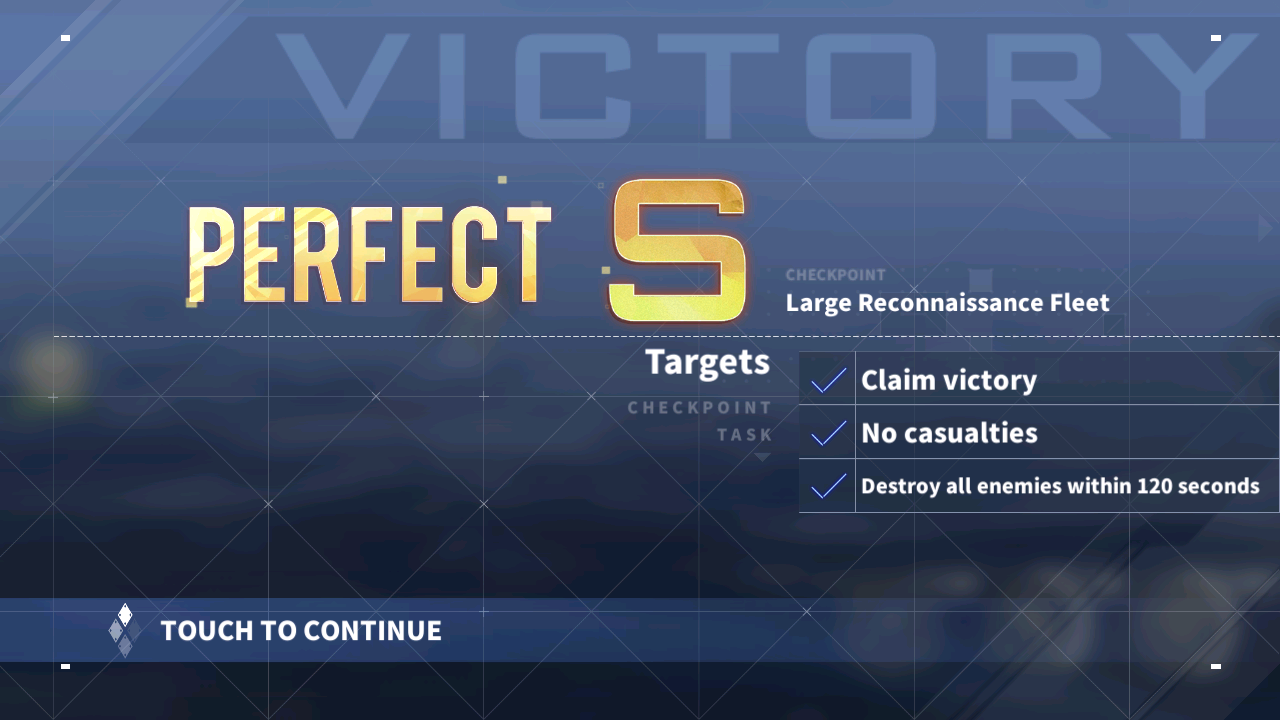 VICTORY
PERFECT S
CHECKPOINT
Large Reconnaissance Fleet
Targets
CHECKPOINT
TASK
Claim victory
No casualties
Destroy all enemies within 120 seconds
TOUCH TO CONTINUE